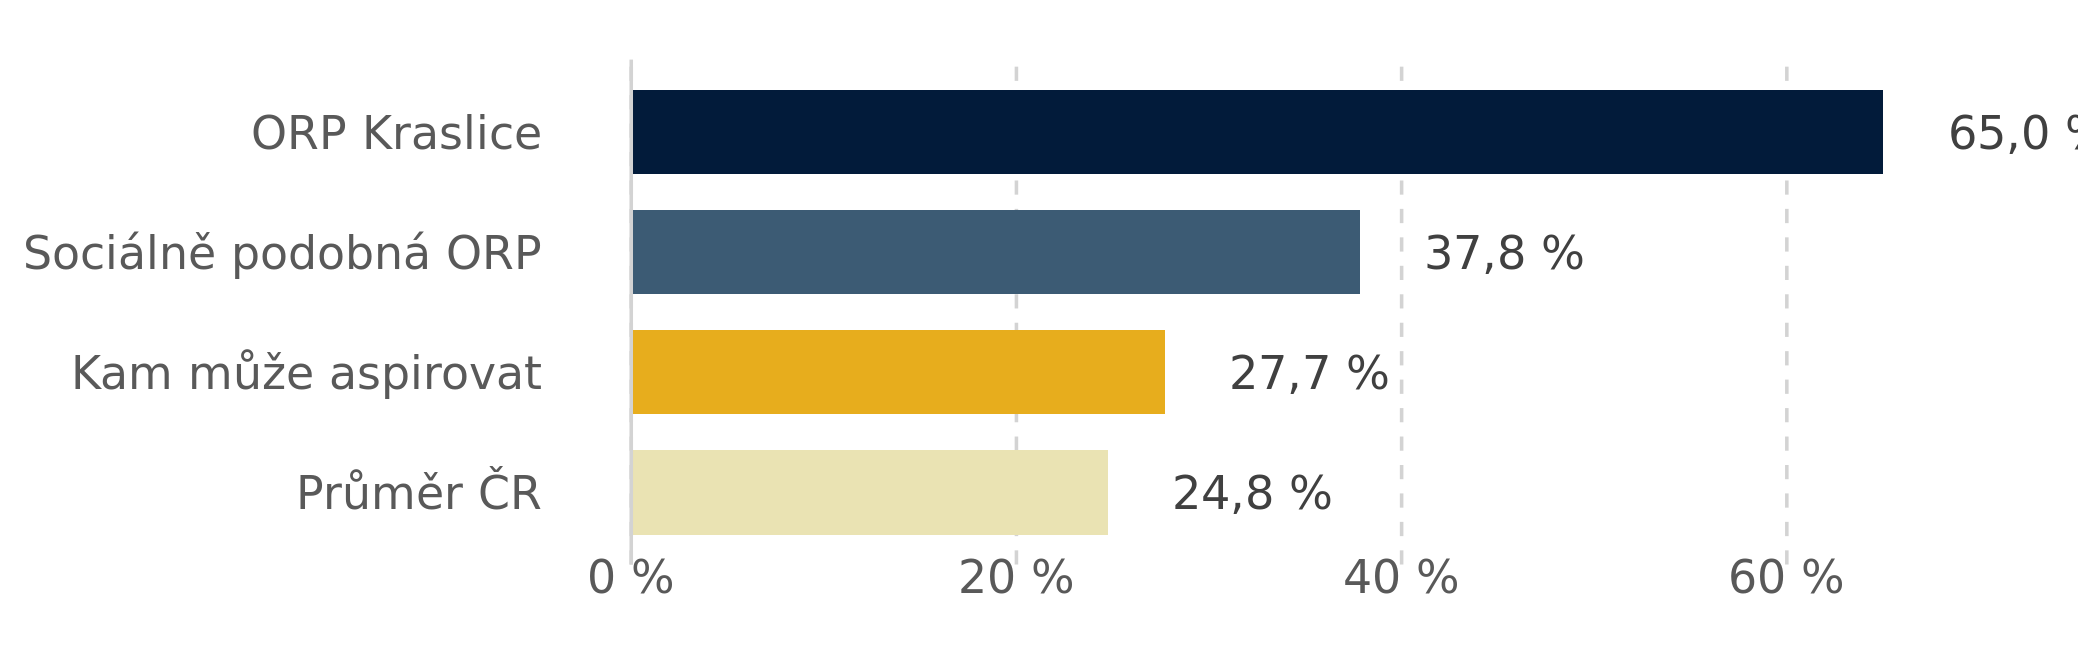 ORP Kraslice 65,0 %
Sociálně podobná ORP 37,8 %
Kam může aspirovat 27,7 %
Průměr ČR 24,8 %
0 % 20 % 40 % 60 %